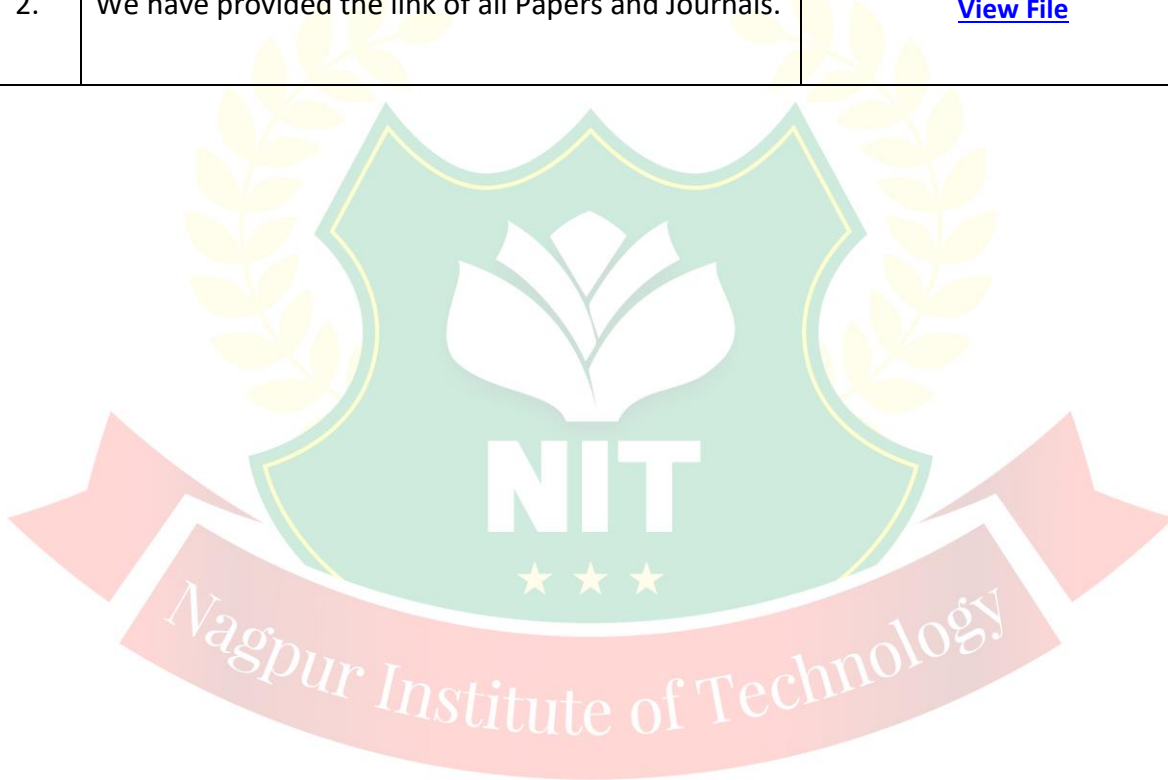 2. We have provided the link of all Papers and Journals. View File
NIT
Nagpur Institute of Technology